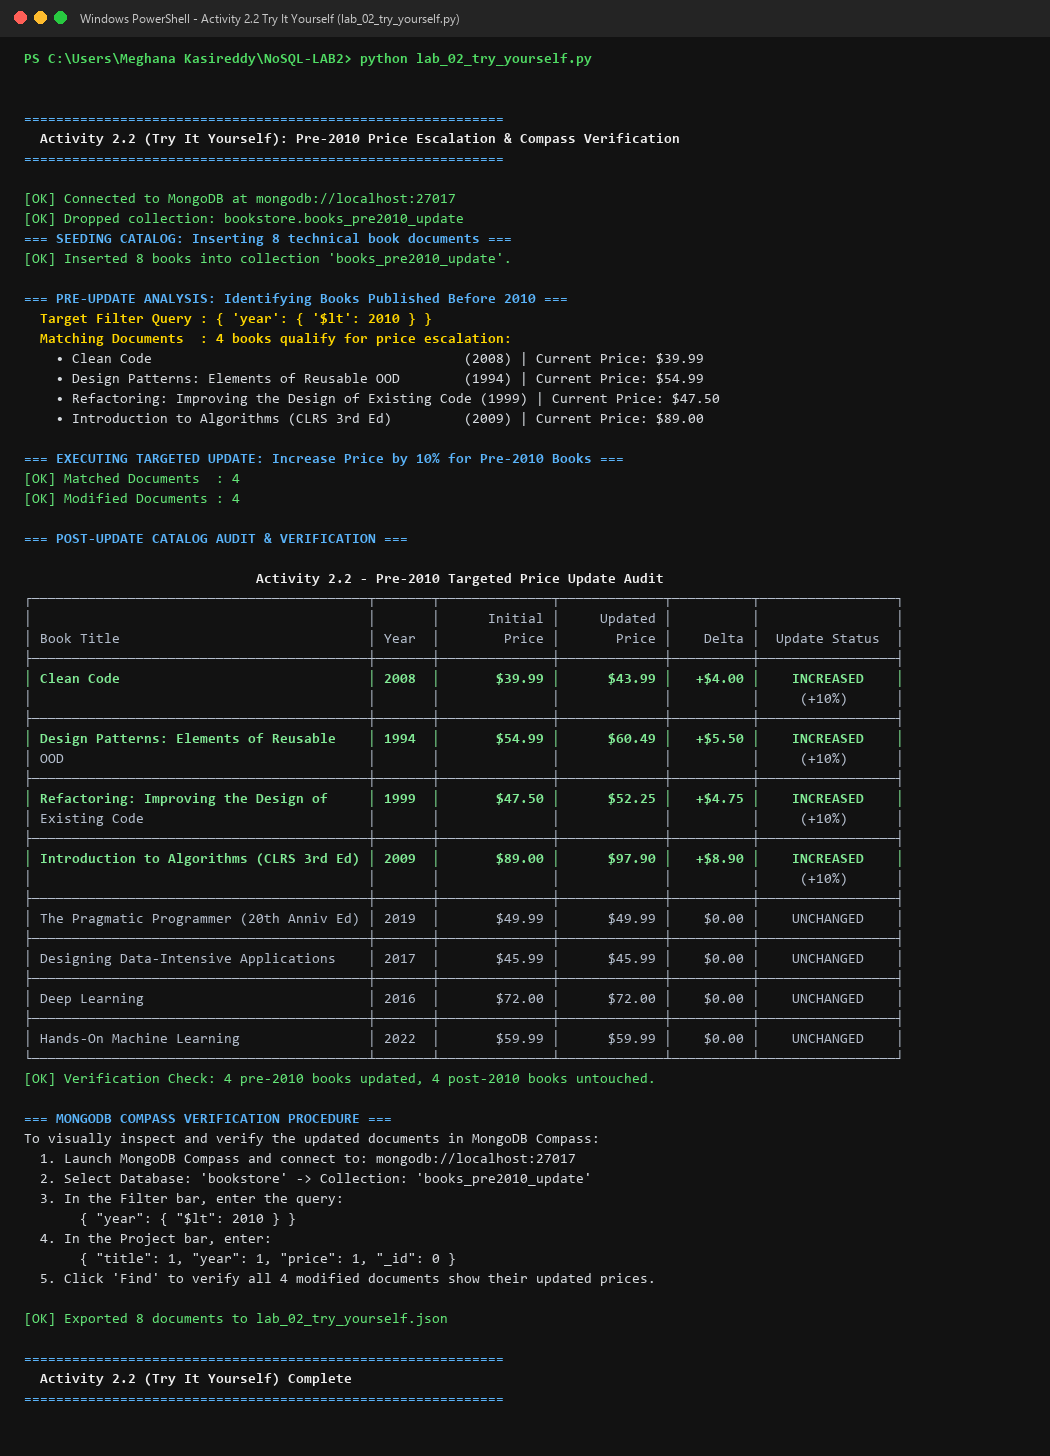 Windows PowerShell - Activity 2.2 Try It Yourself (lab_02_try_yourself.py)
PS C:\Users\Meghana Kasireddy\NoSQL-LAB2> python lab_02_try_yourself.py
============================================================
Activity 2.2 (Try It Yourself): Pre-2010 Price Escalation & Compass Verification
============================================================
[OK] Connected to MongoDB at mongodb://localhost:27017
[OK] Dropped collection: bookstore.books_pre2010_update
=== SEEDING CATALOG: Inserting 8 technical book documents ===
[OK] Inserted 8 books into collection 'books_pre2010_update'.
=== PRE-UPDATE ANALYSIS: Identifying Books Published Before 2010 ===
Target Filter Query : { 'year': { '$lt': 2010 } }
Matching Documents  : 4 books qualify for price escalation:
• Clean Code (2008) | Current Price: $39.99
• Design Patterns: Elements of Reusable OOD (1994) | Current Price: $54.99
• Refactoring: Improving the Design of Existing Code (1999) | Current Price: $47.50
• Introduction to Algorithms (CLRS 3rd Ed) (2009) | Current Price: $89.00
=== EXECUTING TARGETED UPDATE: Increase Price by 10% for Pre-2010 Books ===
[OK] Matched Documents  : 4
[OK] Modified Documents : 4
=== POST-UPDATE CATALOG AUDIT & VERIFICATION ===
Activity 2.2 - Pre-2010 Targeted Price Update Audit
│ │ │ Initial │ Updated │ │ │
│ Book Title │ Year │ Price │ Price │ Delta │ Update Status │
│ Clean Code │ 2008 │ $39.99 │ $43.99 │ +$4.00 │ INCREASED │
│ │ │ │ │ │ (+10%) │
│ Design Patterns: Elements of Reusable │ 1994 │ $54.99 │ $60.49 │ +$5.50 │ INCREASED │
│ OOD │ │ │ │ │ (+10%) │
│ Refactoring: Improving the Design of │ 1999 │ $47.50 │ $52.25 │ +$4.75 │ INCREASED │
│ Existing Code │ │ │ │ │ (+10%) │
│ Introduction to Algorithms (CLRS 3rd Ed) │ 2009 │ $89.00 │ $97.90 │ +$8.90 │ INCREASED │
│ │ │ │ │ │ (+10%) │
│ The Pragmatic Programmer (20th Anniv Ed) │ 2019 │ $49.99 │ $49.99 │ $0.00 │ UNCHANGED │
│ Designing Data-Intensive Applications │ 2017 │ $45.99 │ $45.99 │ $0.00 │ UNCHANGED │
│ Deep Learning │ 2016 │ $72.00 │ $72.00 │ $0.00 │ UNCHANGED │
│ Hands-On Machine Learning │ 2022 │ $59.99 │ $59.99 │ $0.00 │ UNCHANGED │
[OK] Verification Check: 4 pre-2010 books updated, 4 post-2010 books untouched.
=== MONGODB COMPASS VERIFICATION PROCEDURE ===
To visually inspect and verify the updated documents in MongoDB Compass:
1. Launch MongoDB Compass and connect to: mongodb://localhost:27017
2. Select Database: 'bookstore' -> Collection: 'books_pre2010_update'
3. In the Filter bar, enter the query:
{ "year": { "$lt": 2010 } }
4. In the Project bar, enter:
{ "title": 1, "year": 1, "price": 1, "_id": 0 }
5. Click 'Find' to verify all 4 modified documents show their updated prices.
[OK] Exported 8 documents to lab_02_try_yourself.json
============================================================
Activity 2.2 (Try It Yourself) Complete
============================================================